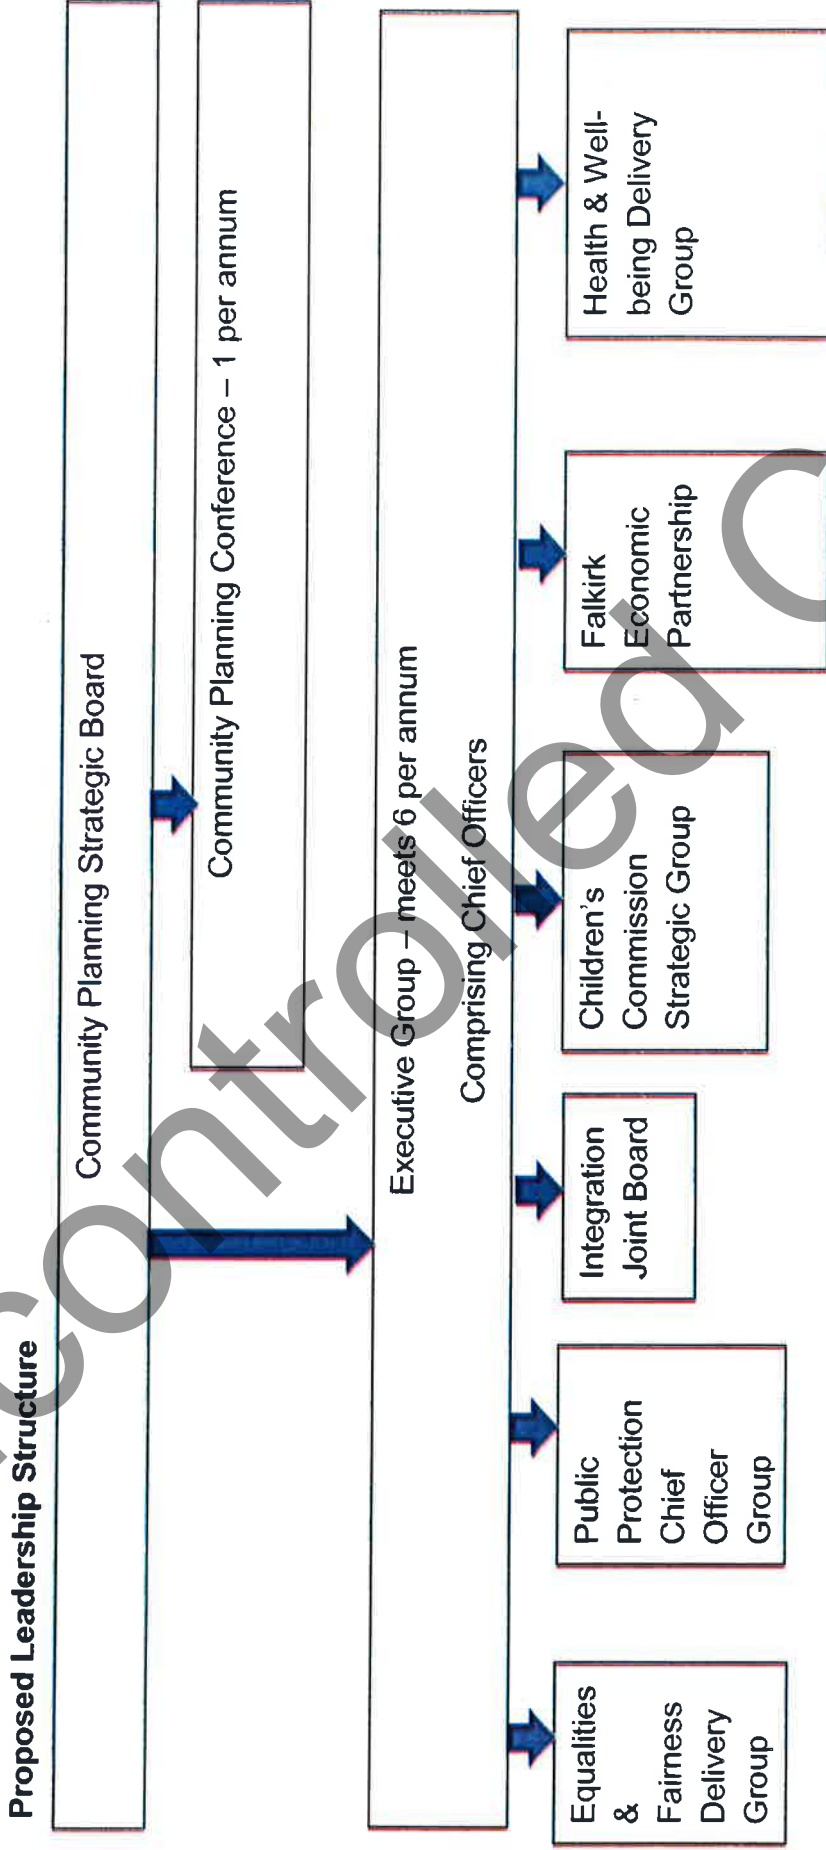 Proposed Leadership Structure
Community Planning Strategic Board
Community Planning Conference – 1 per annum
Executive Group – meets 6 per annum
Comprising Chief Officers
Equalities
&
Fairness
Delivery
Group
Public
Protection
Chief
Officer
Group
Integration
Joint Board
Children's
Commission
Strategic Group
Falkirk
Economic
Partnership
Health & Well-
being Delivery
Group
controlled C